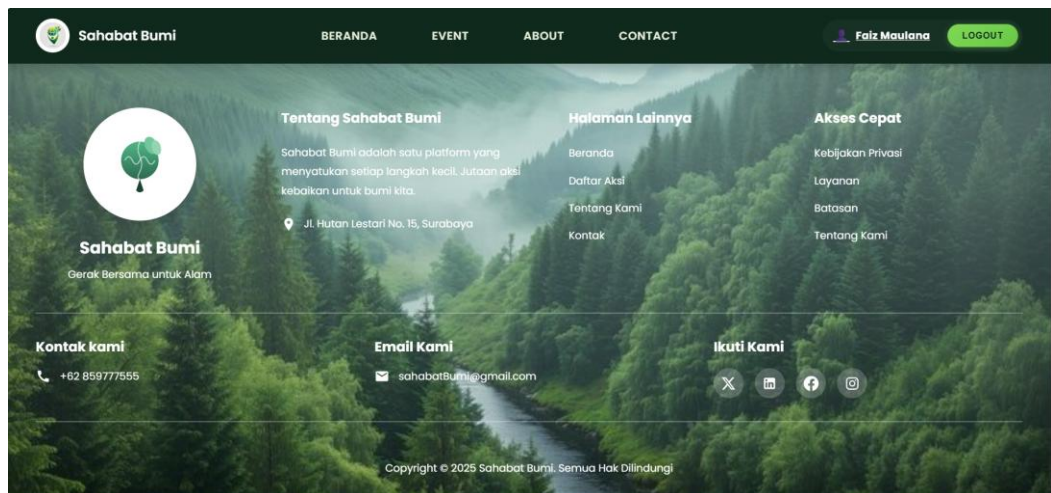 Sahabat Bumi
BERANDA
EVENT
ABOUT
CONTACT
Faiz Maulana
LOGOUT
Sahabat Bumi
Gerak Bersama untuk Alam
Tentang Sahabat Bumi
Sahabat Bumi adalah satu platform yang
menyatukan setiap langkah kecil. Jutaan aksi
kebaikan untuk bumi kita.
Jl. Hutan Lestari No. 15, Surabaya
Halaman Lainnya
Beranda
Daftar Aksi
Tentang Kami
Kontak
Akses Cepat
Kebijakan Privasi
Layanan
Batasan
Tentang Kami
Kontak kami
+62 859777555
Email Kami
sahabatBumi@gmail.com
Ikuti Kami
Copyright © 2025 Sahabat Bumi. Semua Hak Dilindungi